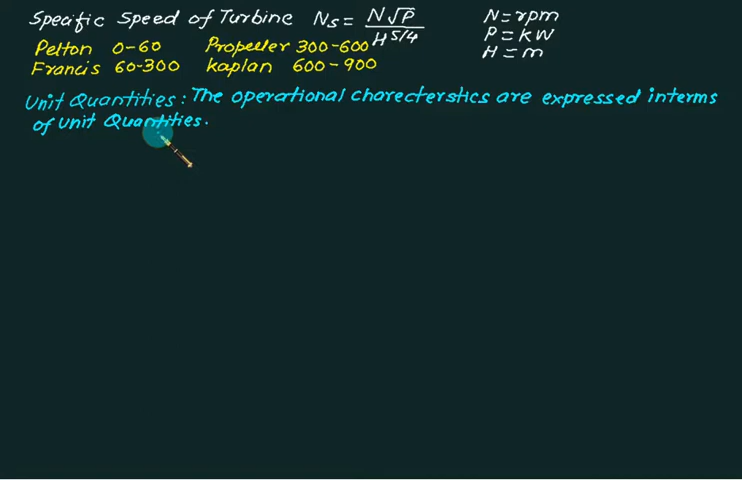 Specific Speed of Turbine Ns = N√P / H^5/4 N = rpm
P = kW
H = m
Pelton 0-60 Propeller 300-600
Francis 60-300 kaplan 600-900
Unit Quantities: The operational charecterstics are expressed interms
of unit Quantities.